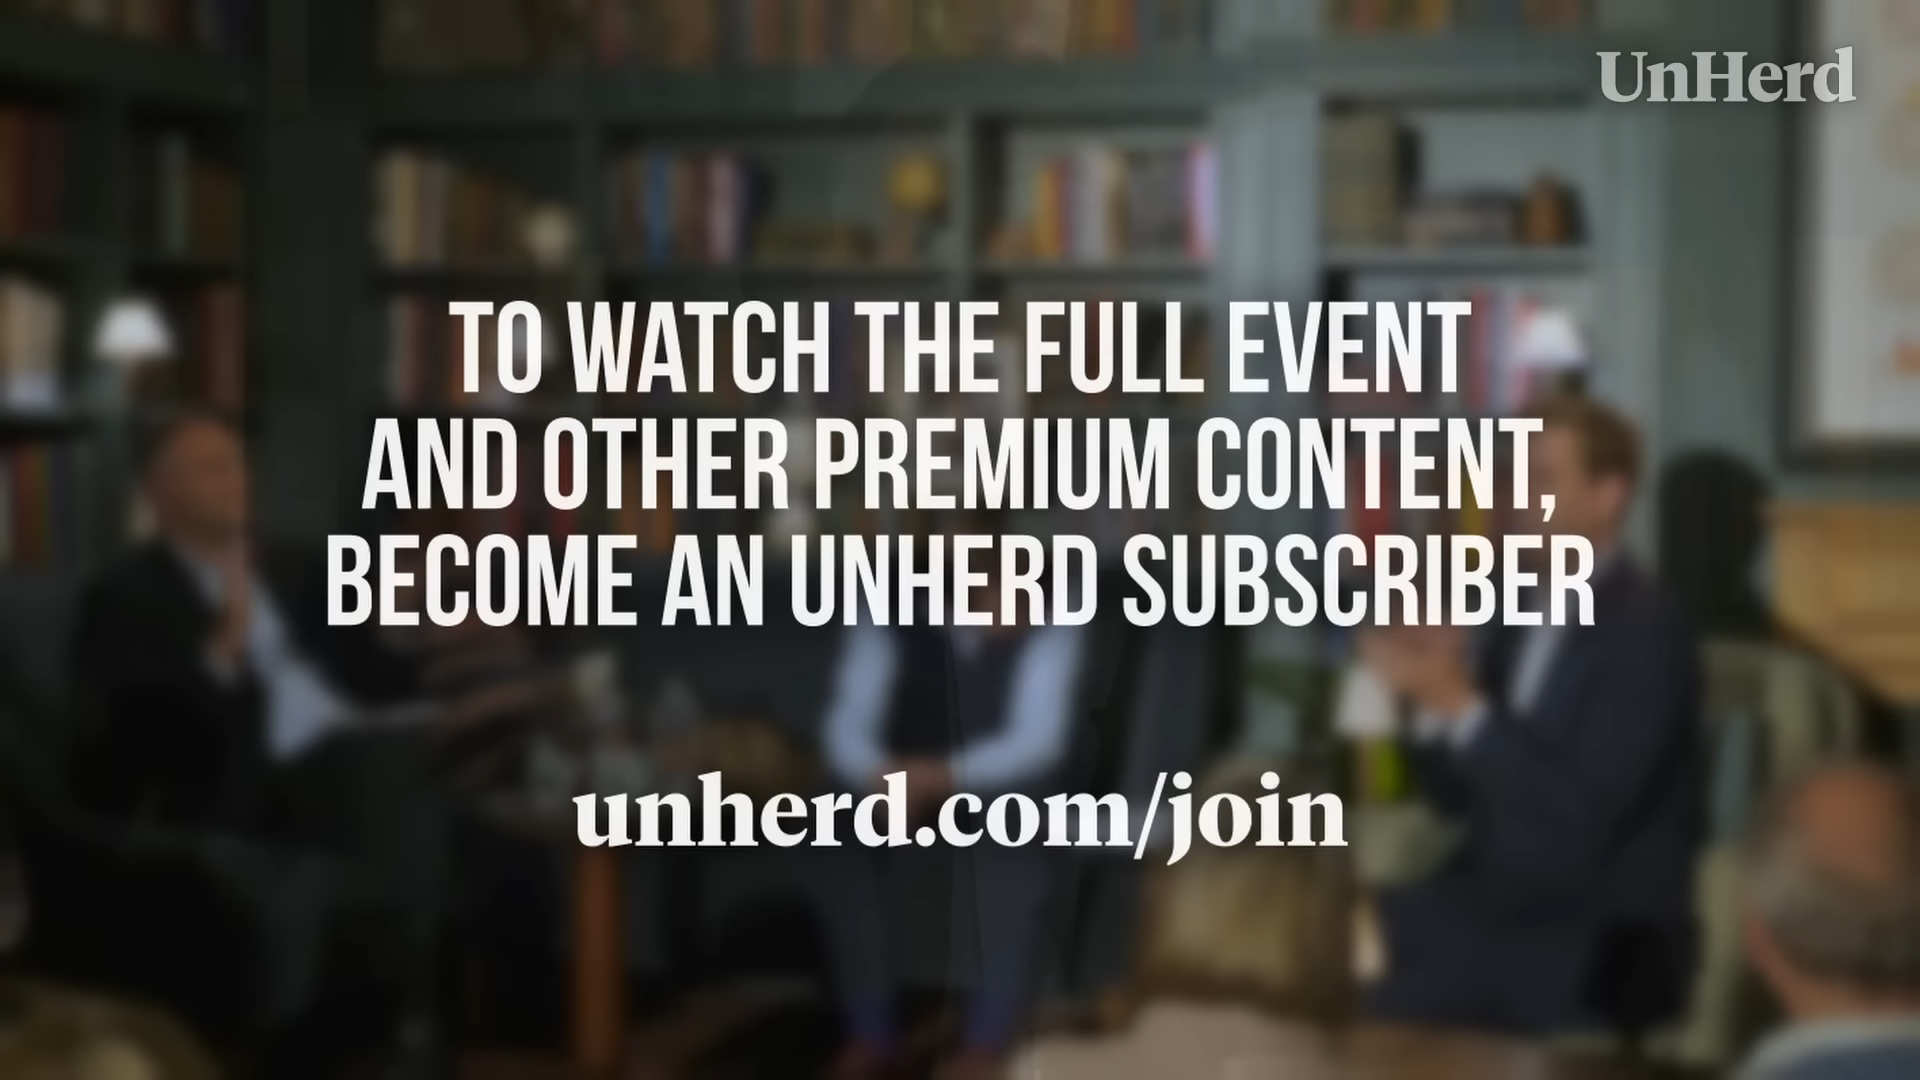 UnHerd
TO WATCH THE FULL EVENT
AND OTHER PREMIUM CONTENT,
BECOME AN UNHERD SUBSCRIBER
unherd.com/join